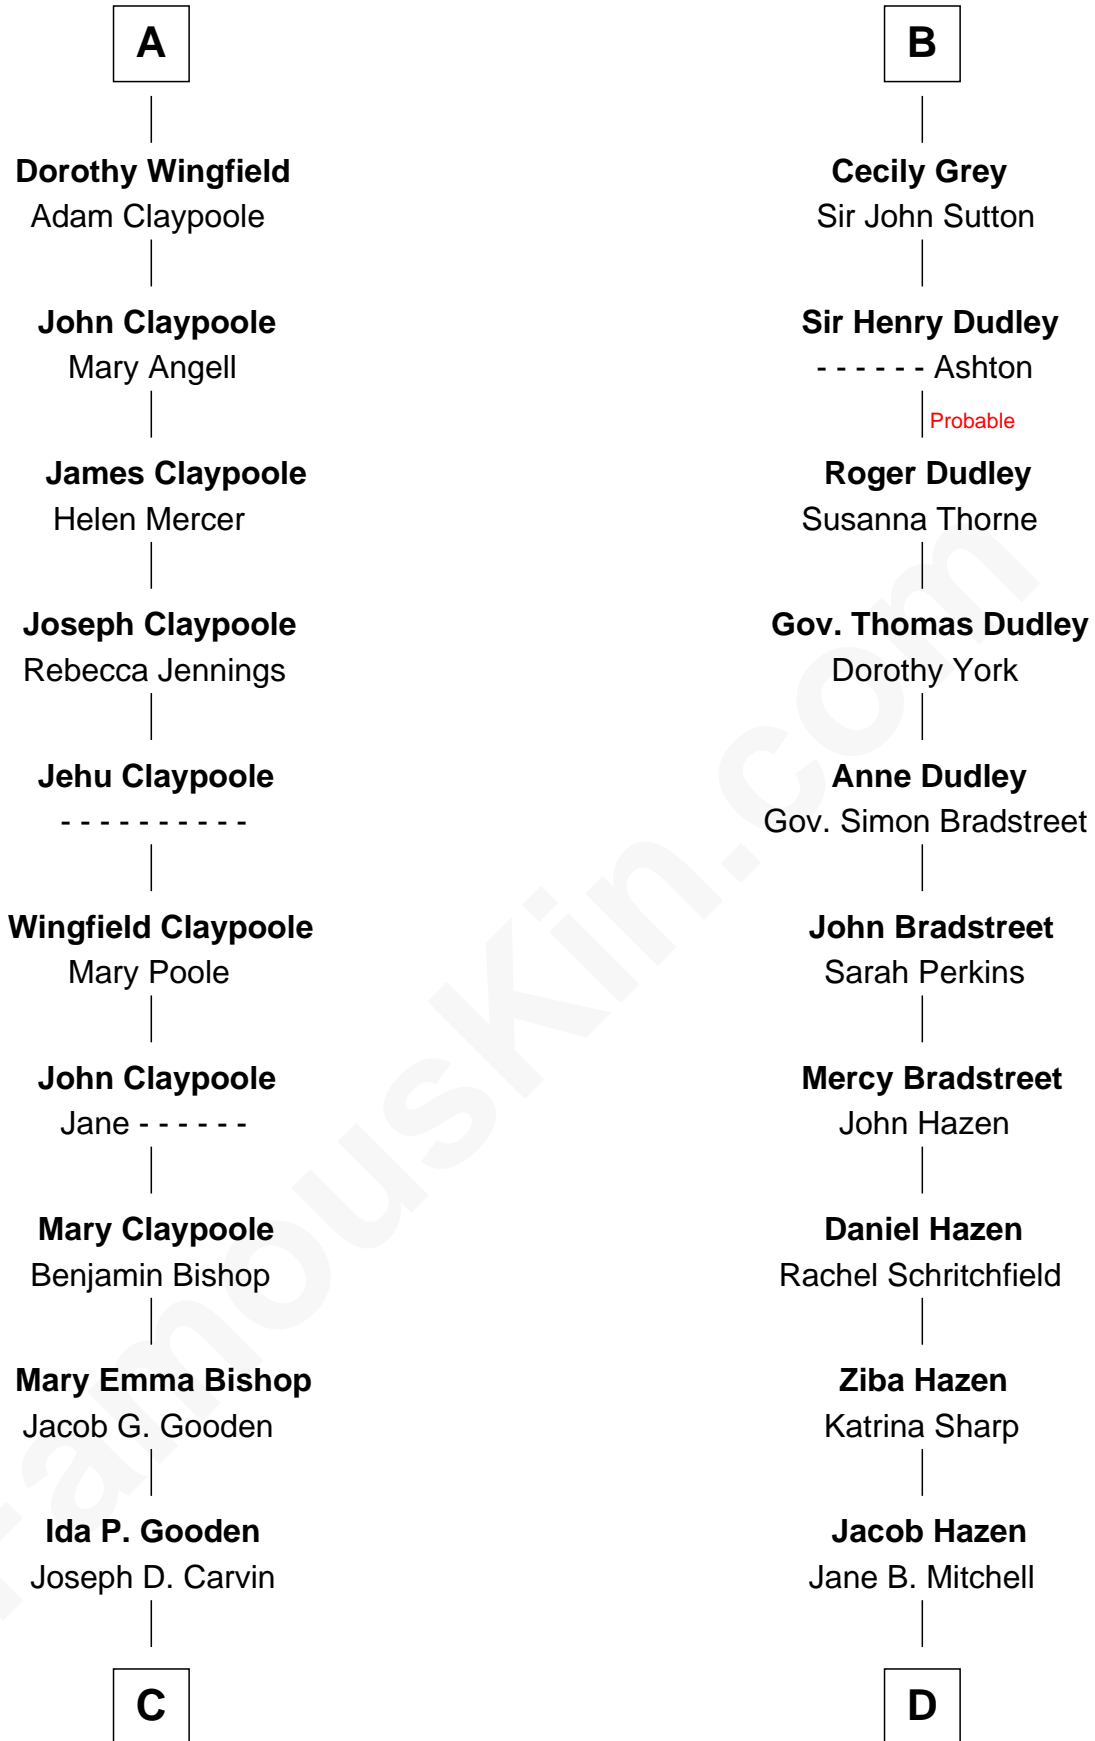 A
Dorothy Wingfield
Adam Claypoole
John Claypoole
Mary Angell
James Claypoole
Helen Mercer
Joseph Claypoole
Rebecca Jennings
Jehu Claypoole
- - - - - - - - - -
Wingfield Claypoole
Mary Poole
John Claypoole
Jane - - - - - -
Mary Claypoole
Benjamin Bishop
Mary Emma Bishop
Jacob G. Gooden
Ida P. Gooden
Joseph D. Carvin
C
B
Cecily Grey
Sir John Sutton
Sir Henry Dudley
- - - - - - Ashton
Probable
Roger Dudley
Susanna Thorne
Gov. Thomas Dudley
Dorothy York
Anne Dudley
Gov. Simon Bradstreet
John Bradstreet
Sarah Perkins
Mercy Bradstreet
John Hazen
Daniel Hazen
Rachel Schritchfield
Ziba Hazen
Katrina Sharp
Jacob Hazen
Jane B. Mitchell
D
FamousKin.com